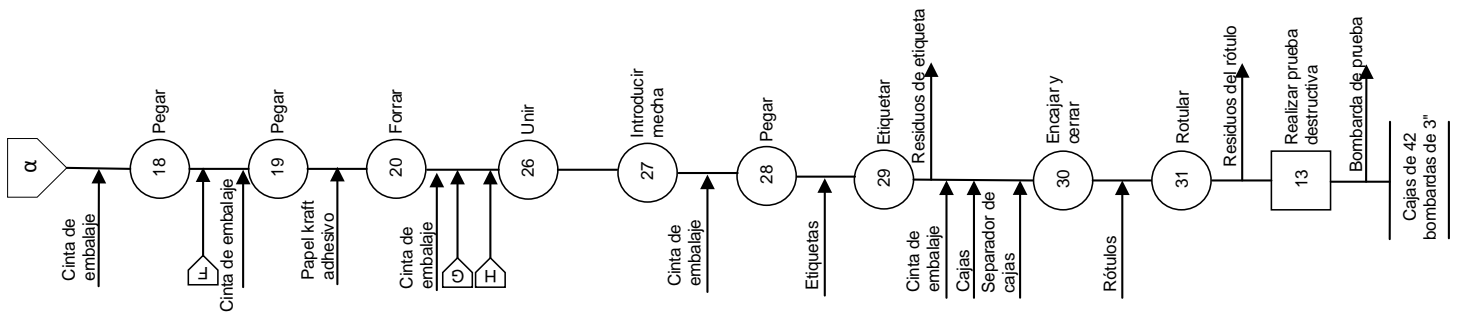 α
Cinta de
embalaje
18
Pegar
F
Cinta de embalaje
19
Pegar
Papel kraft
adhesivo
20
Forrar
Cinta de
embalaje
G
H
26
Unir
27
Introducir
mecha
Cinta de
embalaje
28
Pegar
Etiquetas
29
Etiquetar
Residuos de etiqueta
Cinta de
embalaje
Cajas
Separador de
cajas
30
Encajar y
cerrar
Rótulos
31
Rotular
Residuos del rótulo
13
Realizar prueba
destructiva
Bombarda de prueba
Cajas de 42
bombardas de 3"